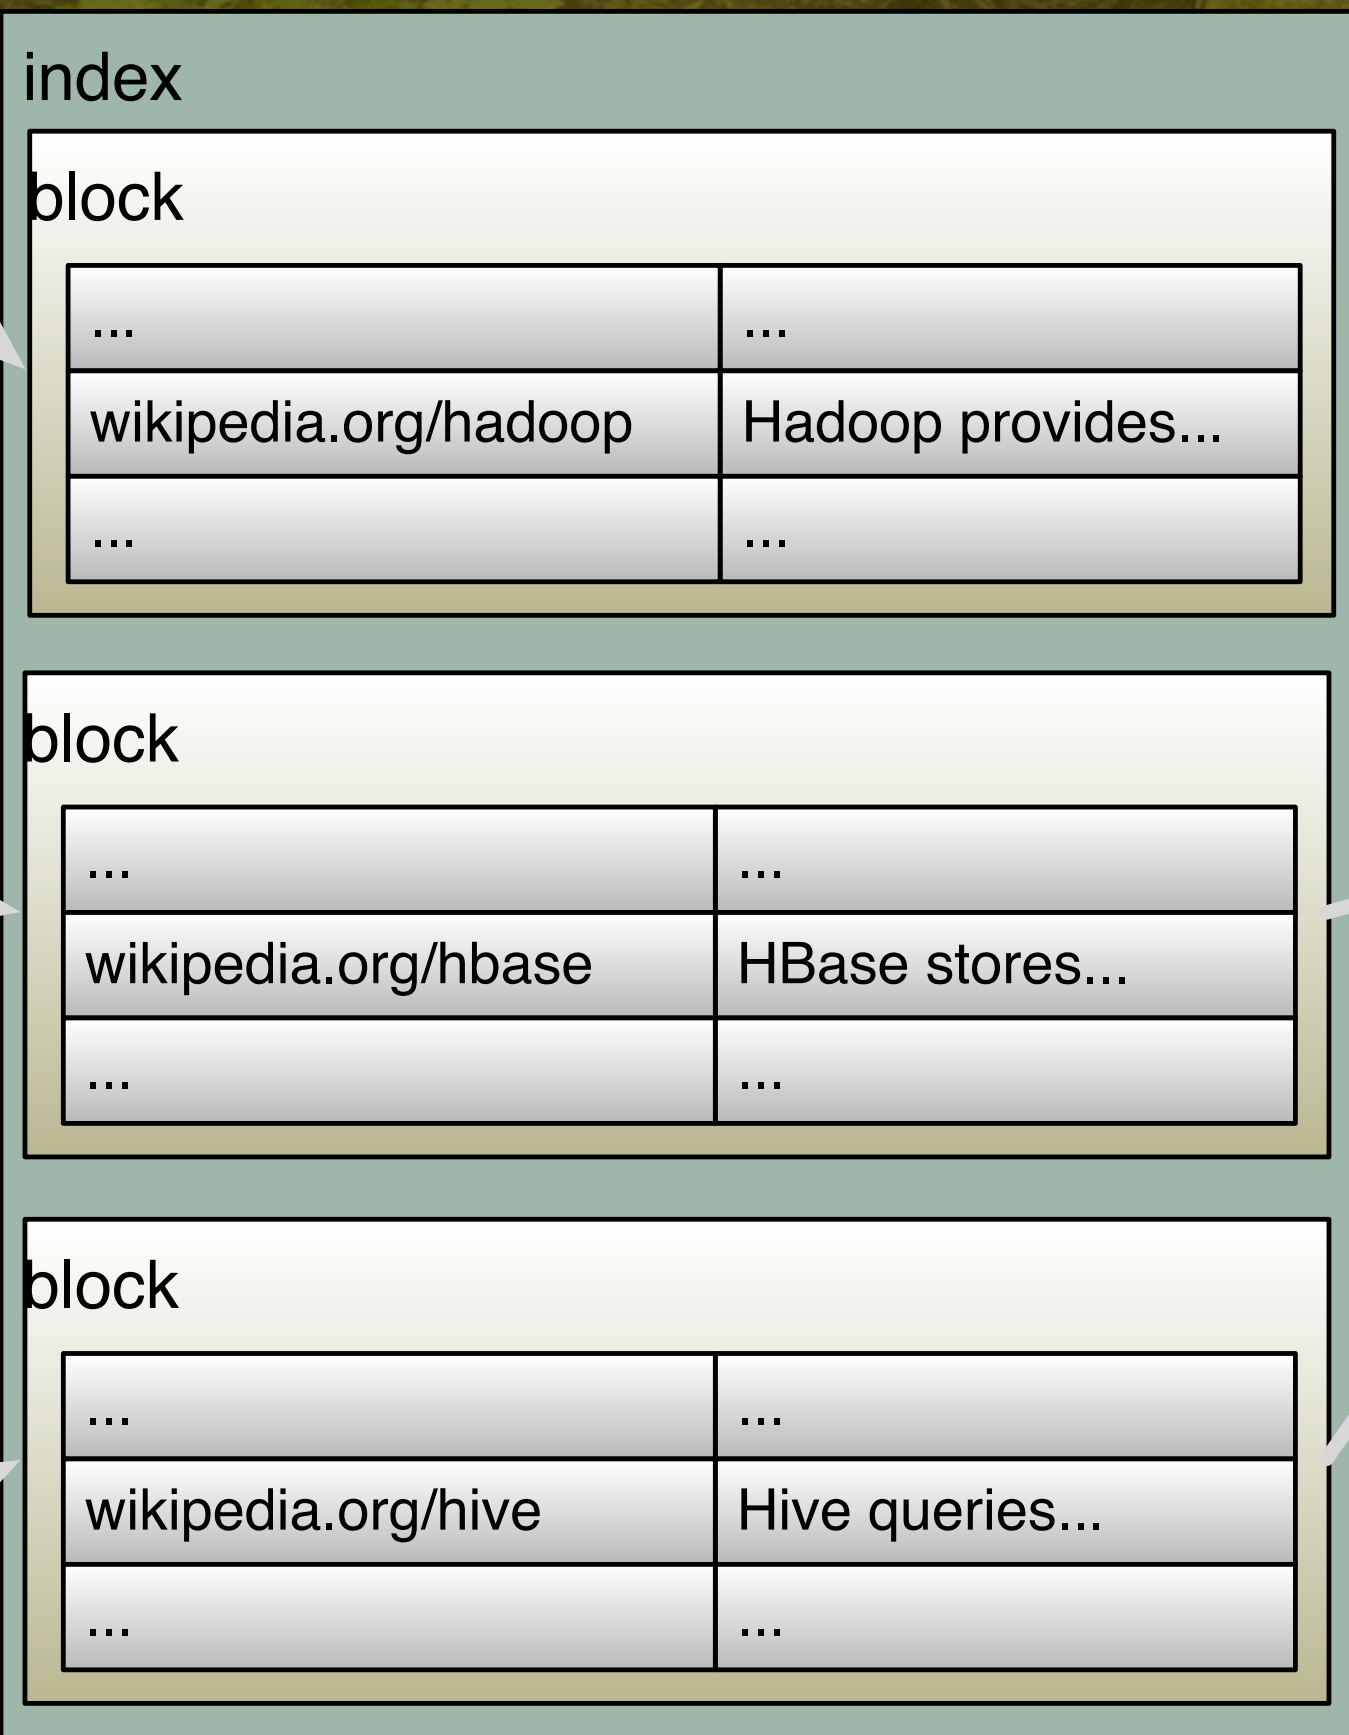 index
block
... ...
wikipedia.org/hadoop Hadoop provides...
... ...
block
... ...
wikipedia.org/hbase HBase stores...
... ...
block
... ...
wikipedia.org/hive Hive queries...
... ...